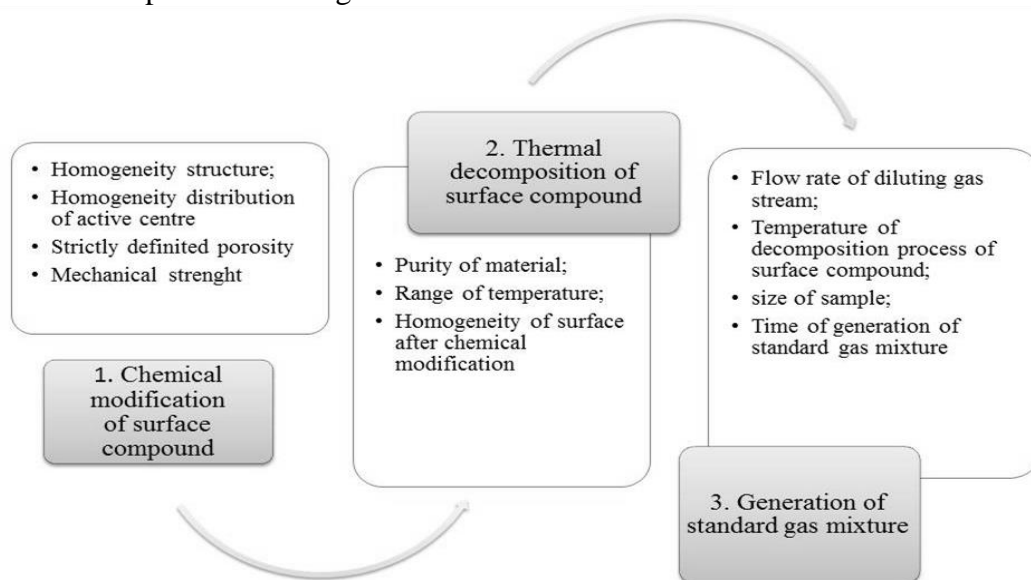 • Homogeneity structure;
• Homogeneity distribution
of active centre
• Strictly definited porosity
• Mechanical strenght
1. Chemical
modification
of surface
compound
2. Thermal
decomposition of
surface compound
• Purity of material;
• Range of temperature;
• Homogeneity of surface
after chemical
modification
• Flow rate of diluting gas
stream;
• Temperature of
decomposition process of
surface compound;
• size of sample;
• Time of generation of
standard gas mixture
3. Generation of
standard gas mixture